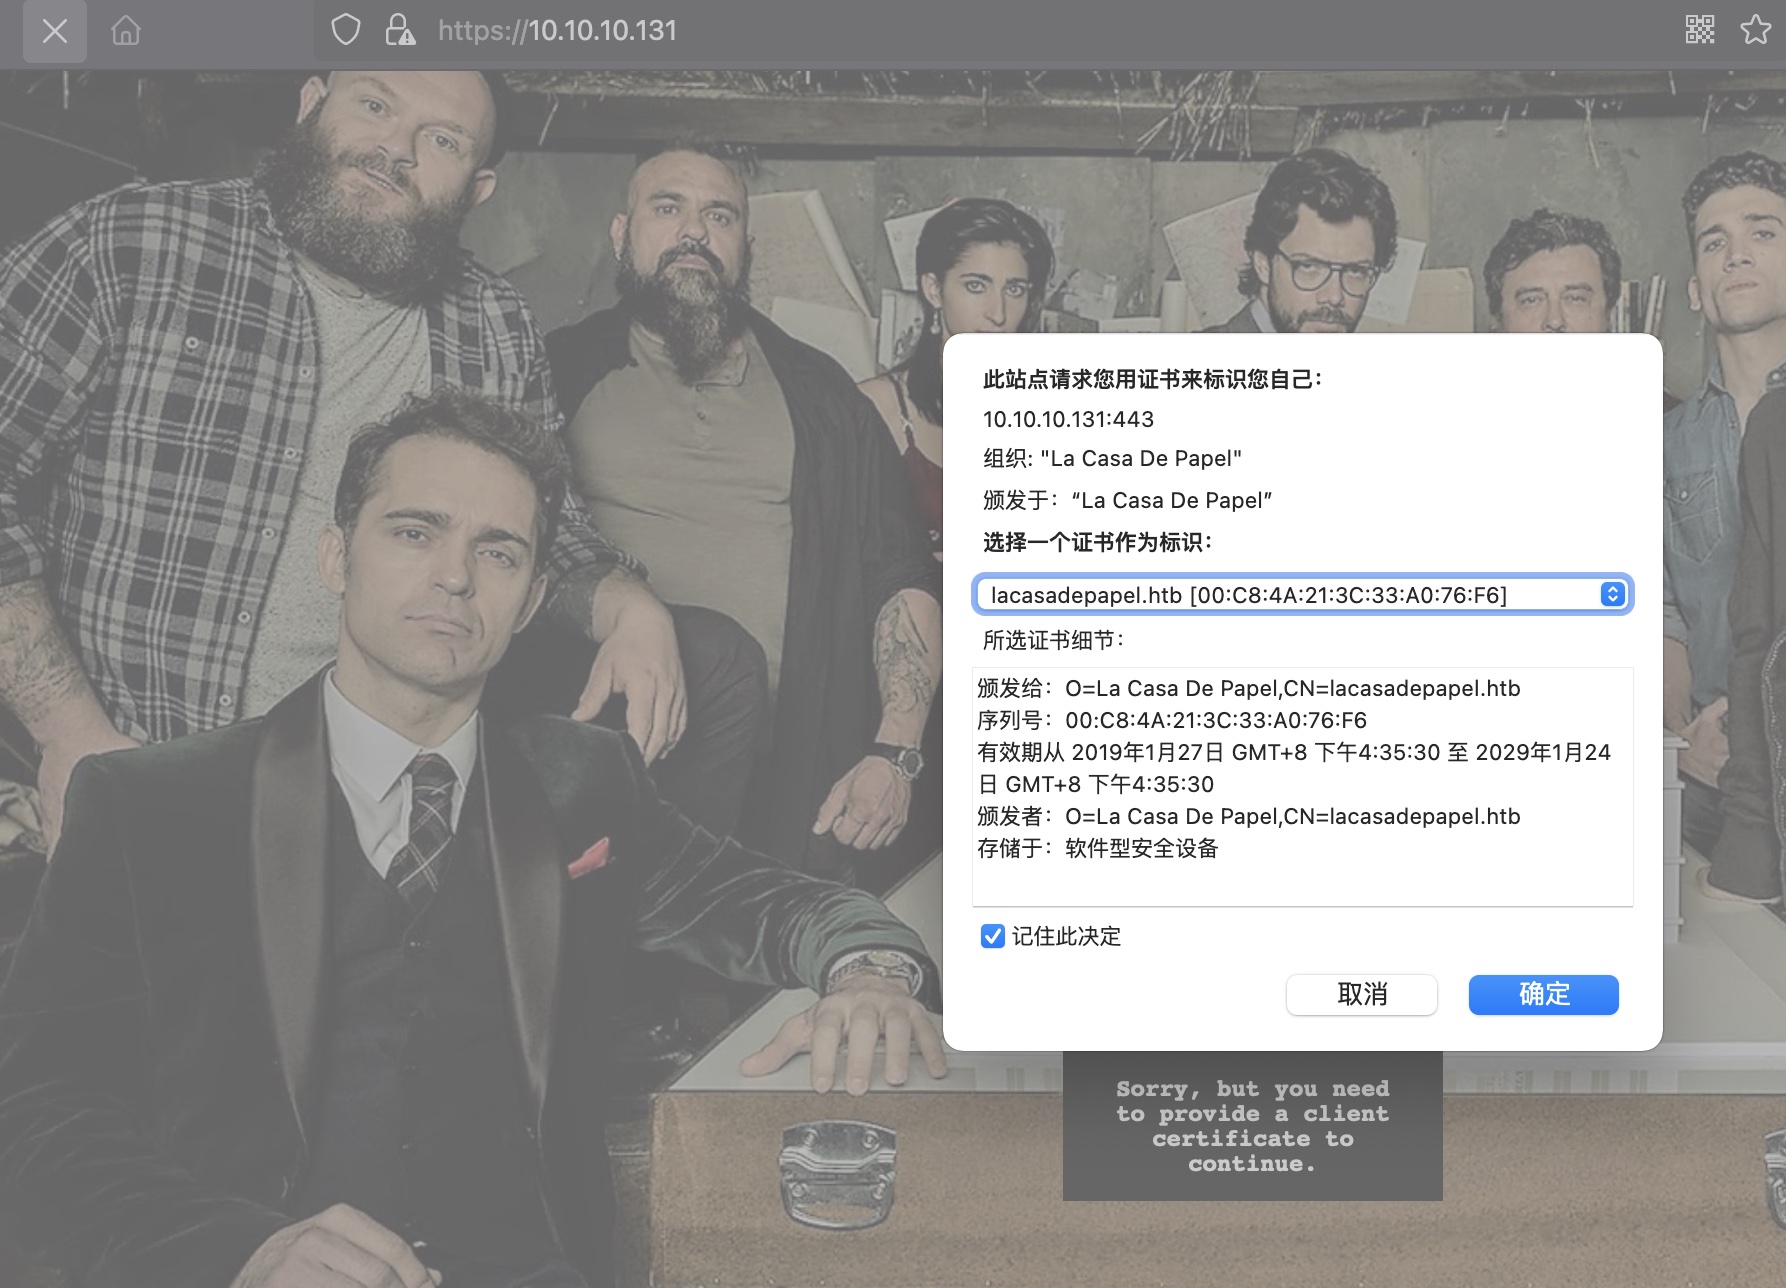 https://10.10.10.131
此站点请求您用证书来标识您自己：
10.10.10.131:443
组织: "La Casa De Papel"
颁发于：“La Casa De Papel”
选择一个证书作为标识：
lacasadepapel.htb [00:C8:4A:21:3C:33:A0:76:F6]
所选证书细节：
颁发给：O=La Casa De Papel,CN=lacasadepapel.htb
序列号：00:C8:4A:21:3C:33:A0:76:F6
有效期从 2019年1月27日 GMT+8 下午4:35:30 至 2029年1月24
日 GMT+8 下午4:35:30
颁发者：O=La Casa De Papel,CN=lacasadepapel.htb
存储于：软件型安全设备
记住此决定
取消 确定
Sorry, but you need
to provide a client
certificate to
continue.